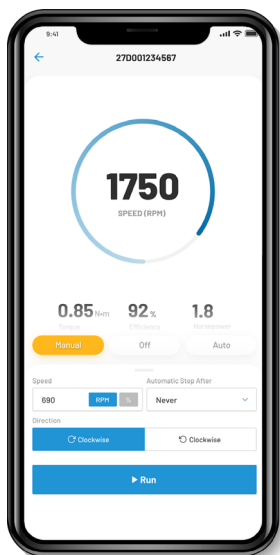 9:41
27D001234567
1750
SPEED (RPM)
0.85 N•m 92 % 1.8
Torque Efficiency Horsepower
Manual Off Auto
Speed Automatic Stop After
690 RPM % Never
Direction
Clockwise Clockwise
Run